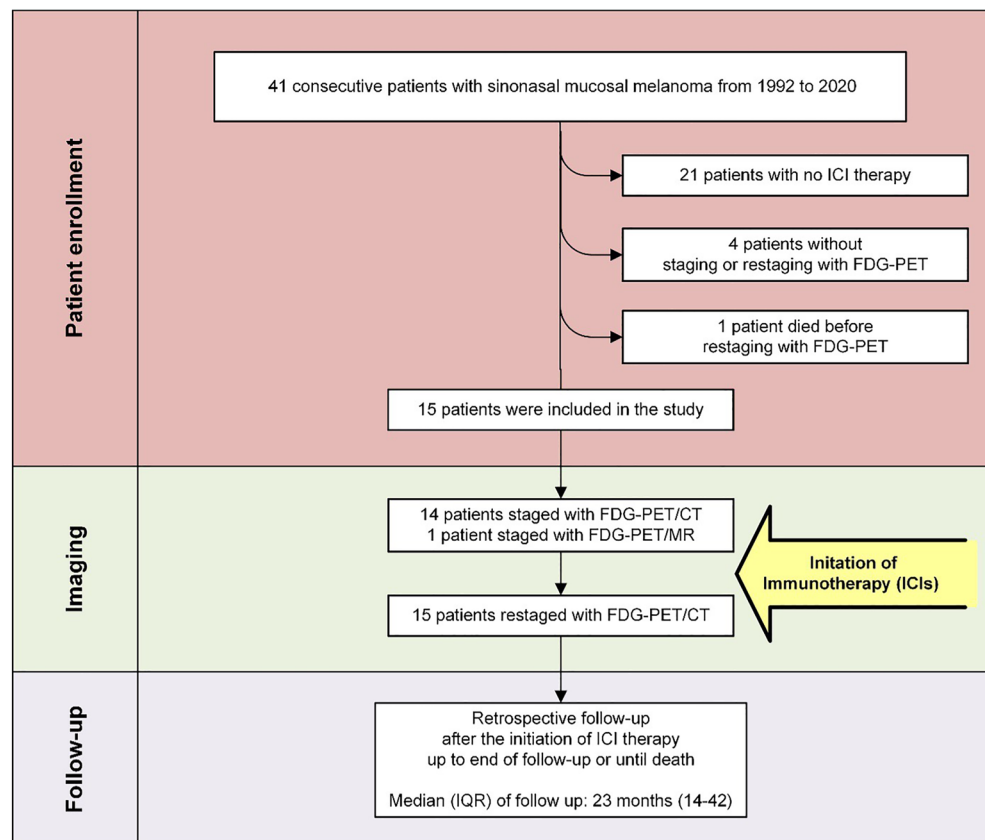 Patient enrollment
41 consecutive patients with sinonasal mucosal melanoma from 1992 to 2020
21 patients with no ICI therapy
4 patients without
staging or restaging with FDG-PET
1 patient died before
restaging with FDG-PET
15 patients were included in the study
Imaging
14 patients staged with FDG-PET/CT
1 patient staged with FDG-PET/MR
Initation of
Immunotherapy (ICIs)
15 patients restaged with FDG-PET/CT
Follow-up
Retrospective follow-up
after the initiation of ICI therapy
up to end of follow-up or until death
Median (IQR) of follow up: 23 months (14-42)